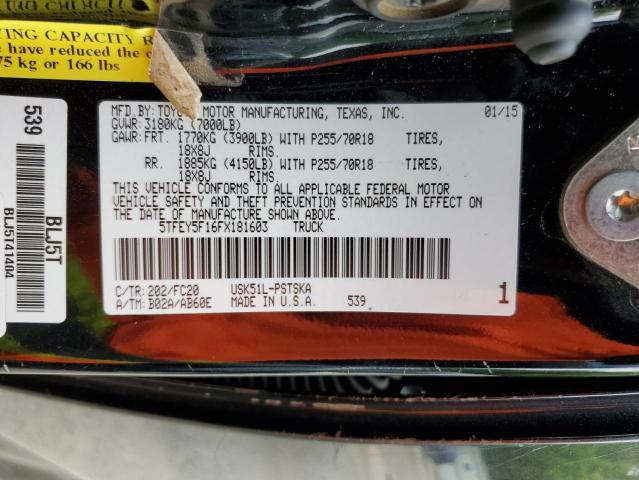 YING CAPACITY R
e have reduced the c
75 kg or 166 lbs
539
BLJ5T
BLJ5T41404
MFD.BY: MOTOR MANUFACTURING, TEXAS, INC. 01/15
GVWR: 3180KG (7000LB)
GAWR: FRT. 1770KG (3900LB) WITH P255/70R18 TIRES,
18X8J RIMS.
RR. 1885KG (4150LB) WITH P255/70R18 TIRES,
18X8J RIMS.
THIS VEHICLE CONFORMS TO ALL APPLICABLE FEDERAL MOTOR
VEHICLE SAFETY AND THEFT PREVENTION STANDARDS IN EFFECT ON
THE DATE OF MANUFACTURE SHOWN ABOVE.
5TFEY5F16FX181603 TRUCK
C/TR: 202/FC20 USK51L-PSTSKA
A/TM: B02A/AB60E MADE IN U.S.A. 539 1